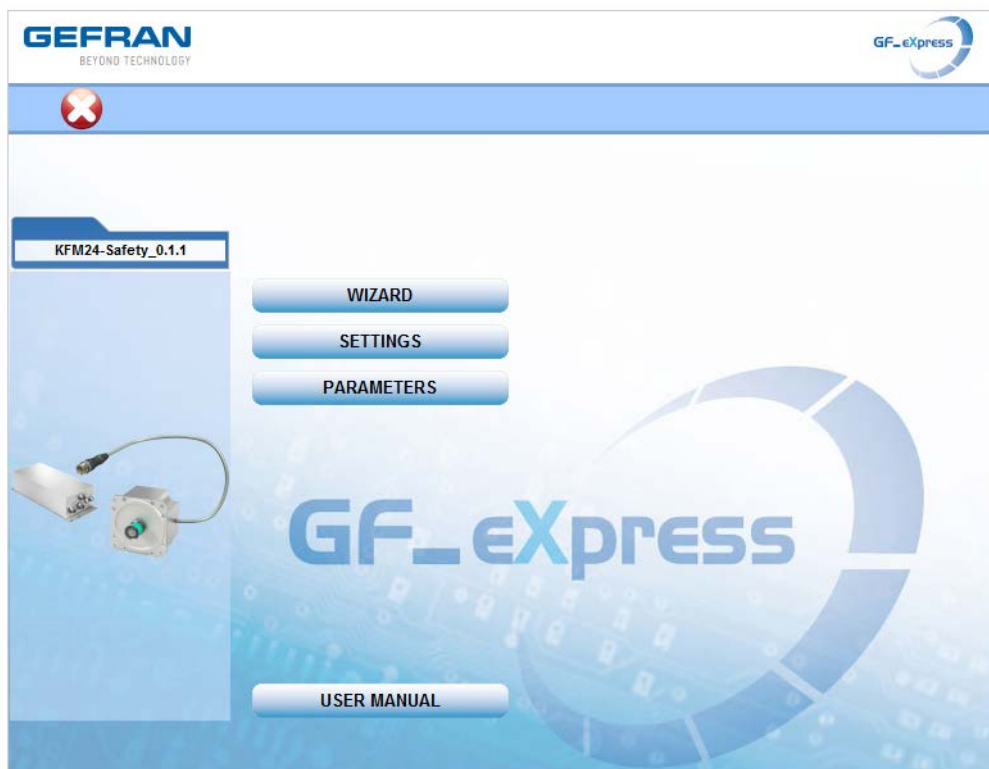 GEFRAN
BEYOND TECHNOLOGY
GF_eXpress
KFM24-Safety_0.1.1
WIZARD
SETTINGS
PARAMETERS
GF_eXpress
USER MANUAL